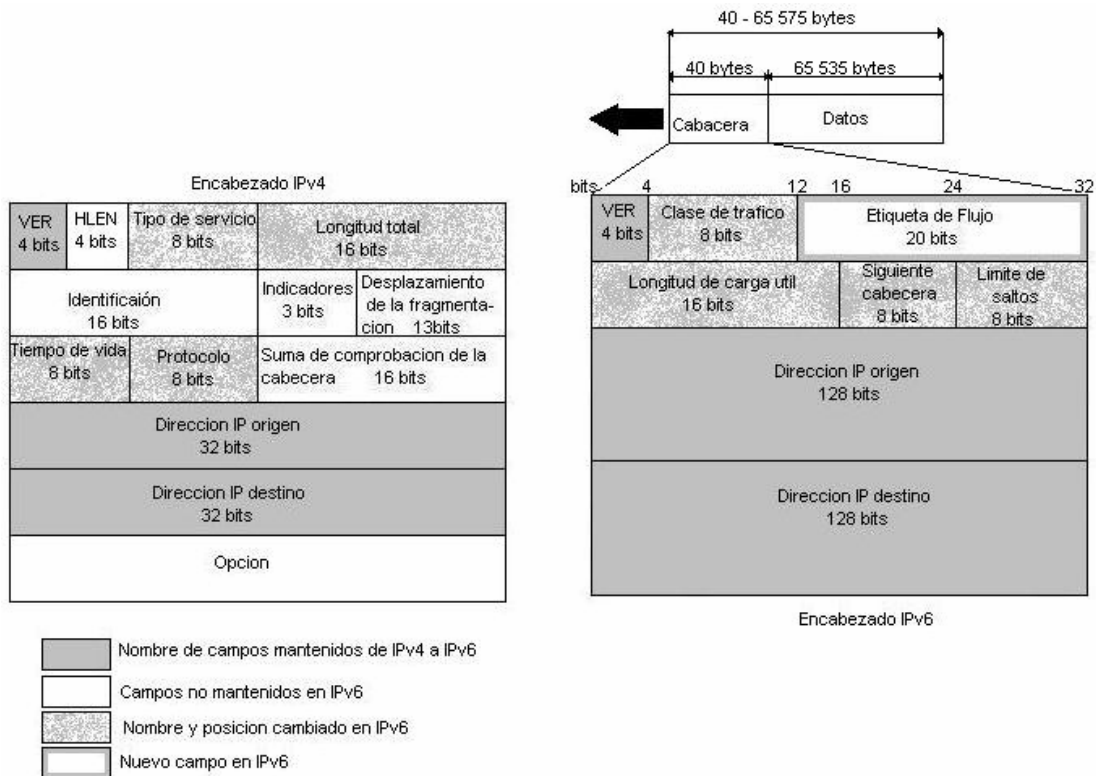 40 - 65 575 bytes
40 bytes
65 535 bytes
Cabacera
Datos
Encabezado IPv4
VER
4 bits
HLEN
4 bits
Tipo de servicio
8 bits
Longtud total
16 bits
Identificaión
16 bits
Indicadores
3 bits
Desplazamiento
de la fragmenta-
cion 13bits
Tiempo de vida
8 bits
Protocolo
8 bits
Suma de comprobacion de la
cabecera 16 bits
Direccion IP origen
32 bits
Direccion IP destino
32 bits
Opcion
bits
4
12
16
24
32
VER
4 bits
Clase de trafico
8 bits
Etiqueta de Flujo
20 bits
Longitud de carga util
16 bits
Siguiente
cabecera
8 bits
Limite de
saltos
8 bits
Direccion IP origen
128 bits
Direccion IP destino
128 bits
Encabezado IPv6
Nombre de campos mantenidos de IPv4 a IPv6
Campos no mantenidos en IPv6
Nombre y posicion cambiado en IPv6
Nuevo campo en IPv6